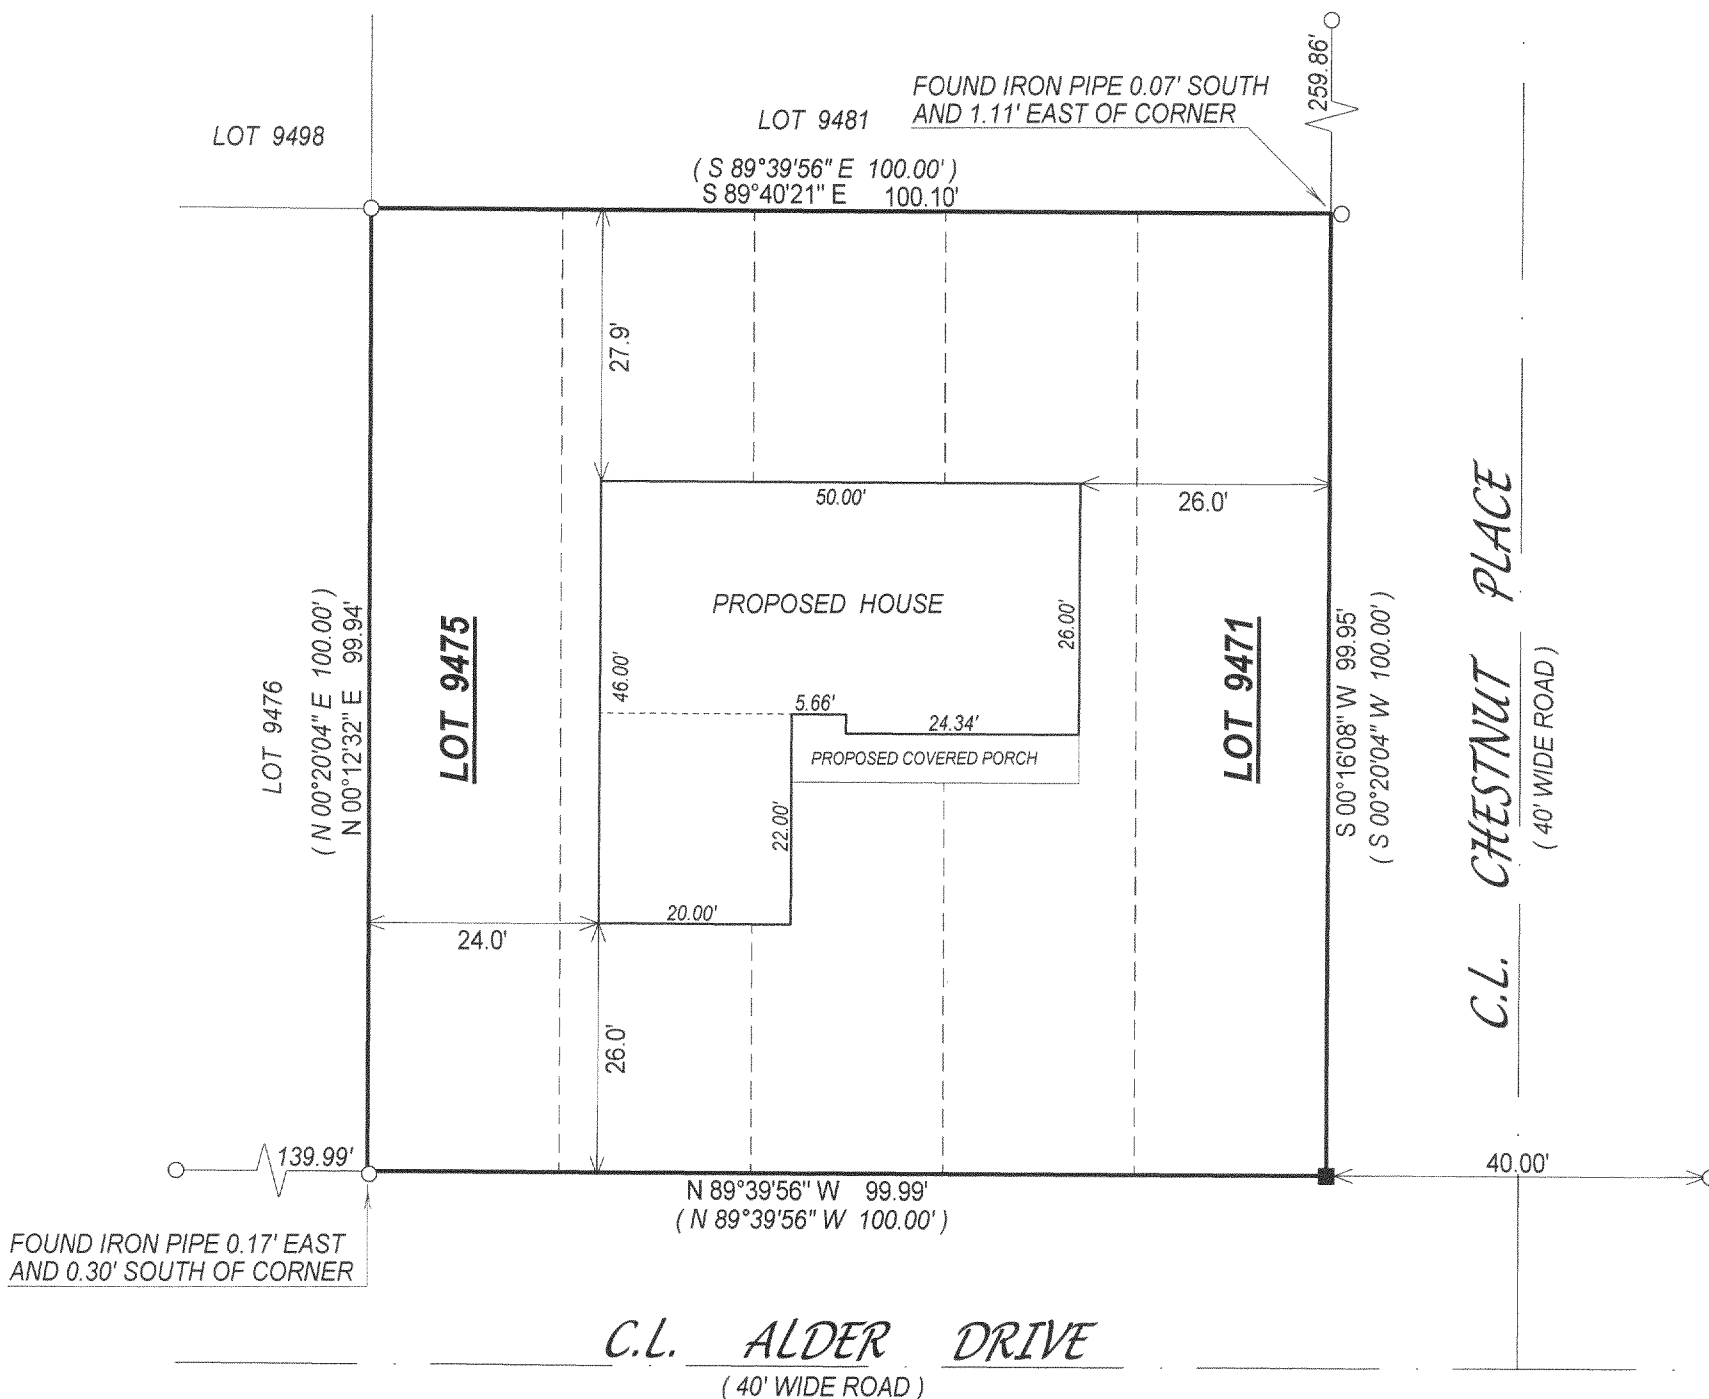 259.86'
FOUND IRON PIPE 0.07' SOUTH
AND 1.11' EAST OF CORNER
LOT 9498
LOT 9481
( S 89°39'56" E 100.00' )
S 89°40'21" E 100.10'
27.9'
50.00'
26.0'
PROPOSED HOUSE
26.00'
46.00'
5.66'
24.34'
PROPOSED COVERED PORCH
22.00'
20.00'
24.0'
26.0'
LOT 9475
LOT 9471
LOT 9476
( N 00°20'04" E 100.00' )
N 00°12'32" E 99.94'
S 00°16'08" W 99.95'
( S 00°20'04" W 100.00' )
C.L. CHESTNUT PLACE
( 40' WIDE ROAD )
139.99'
40.00'
N 89°39'56" W 99.99'
( N 89°39'56" W 100.00' )
FOUND IRON PIPE 0.17' EAST
AND 0.30' SOUTH OF CORNER
C.L. ALDER DRIVE
( 40' WIDE ROAD )